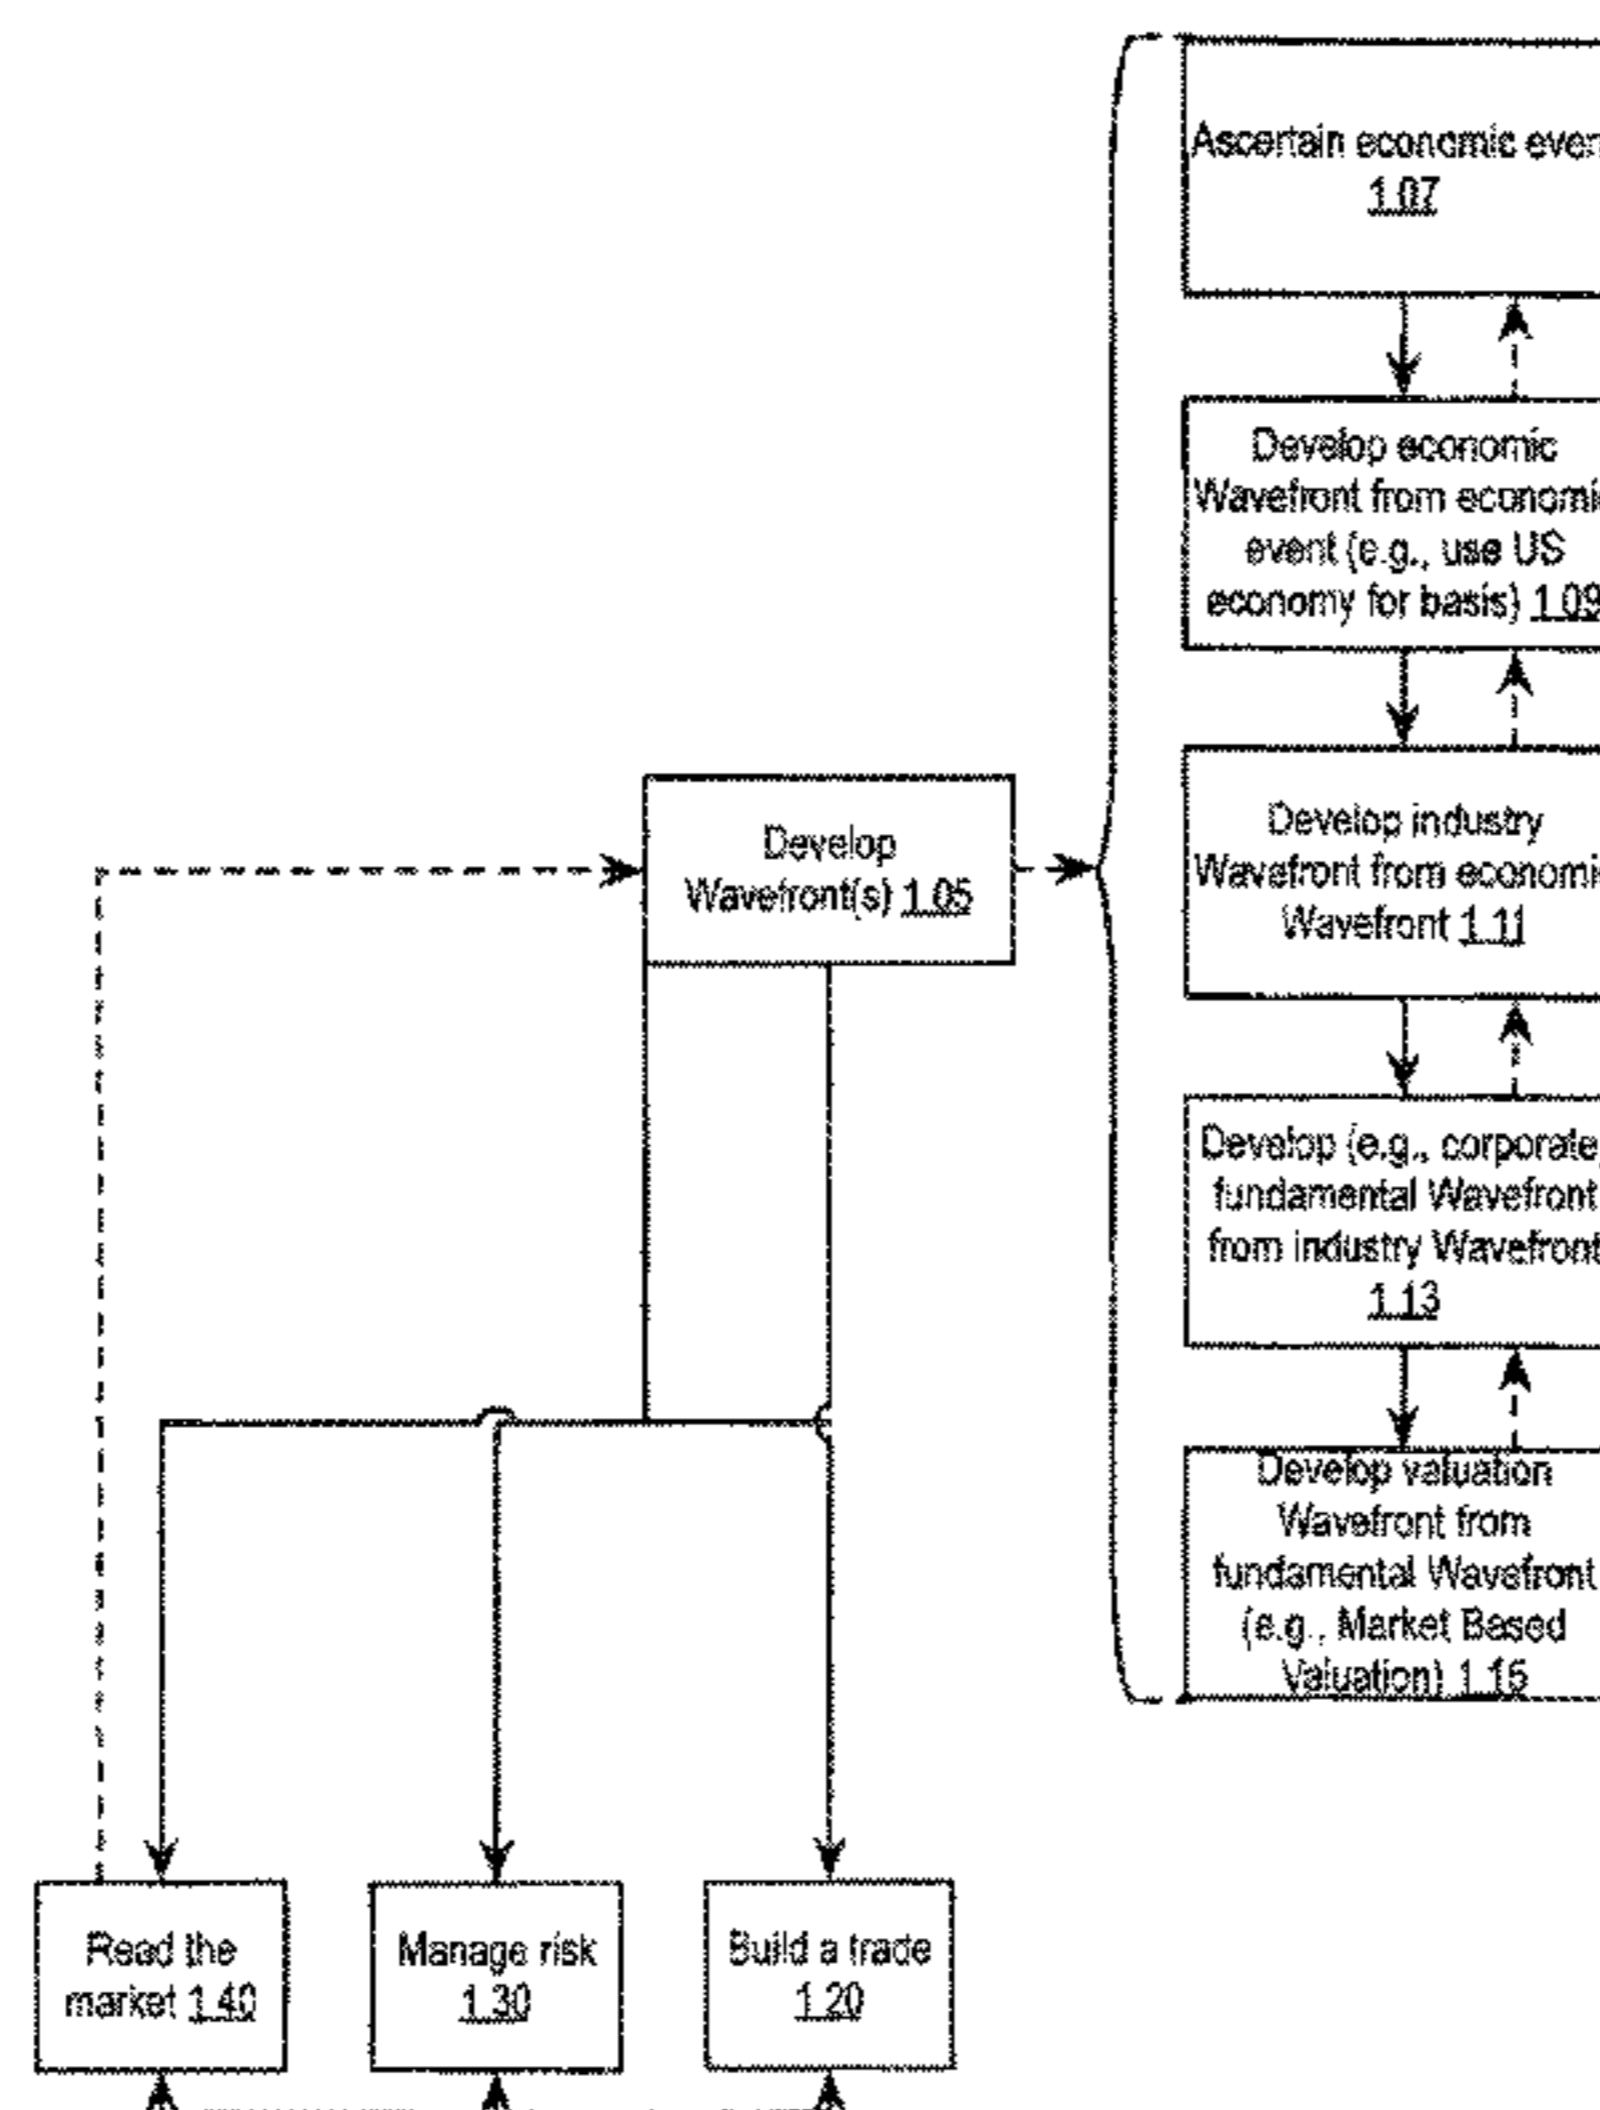 Ascertain economic even
1.07
Develop economic
Wavefront from economic
event (e.g., use US
economy for basis) 1.09
Develop industry
Wavefront from economic
Wavefront 1.11
Develop
Wavefront(s) 1.05
Develop (e.g., corporate)
fundamental Wavefront
from industry Wavefront
1.13
Develop valuation
Wavefront from
fundamental Wavefront
(e.g., Market Based
Valuation) 1.15
Read the
market 1.40
Manage risk
1.30
Build a trade
1.20